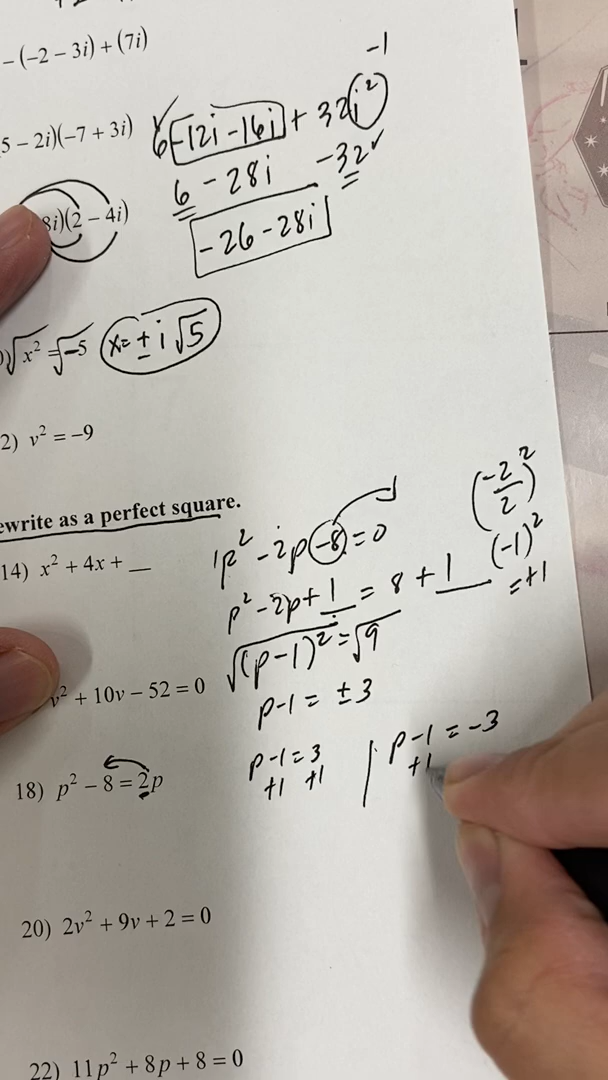 -(-2 - 3i) + (7i)
-1
5 - 2i)(-7 + 3i)
6 -12i - 16i + 32i²
6 - 28i -32
8i)(2 - 4i)
-26 - 28i
)√x² = √-5 x = ± i√5
2) v² = -9
ewrite as a perfect square.
14) x² + 4x + __
1p² - 2p - 8 = 0
(-2/2)²
p² - 2p + 1 = 8 + 1
(-1)²
= +1
√(p - 1)² = √9
v² + 10v - 52 = 0
p - 1 = ± 3
18) p² - 8 = 2p
p - 1 = 3
+1 +1
p - 1 = -3
+1
20) 2v² + 9v + 2 = 0
22) 11p² + 8p + 8 = 0